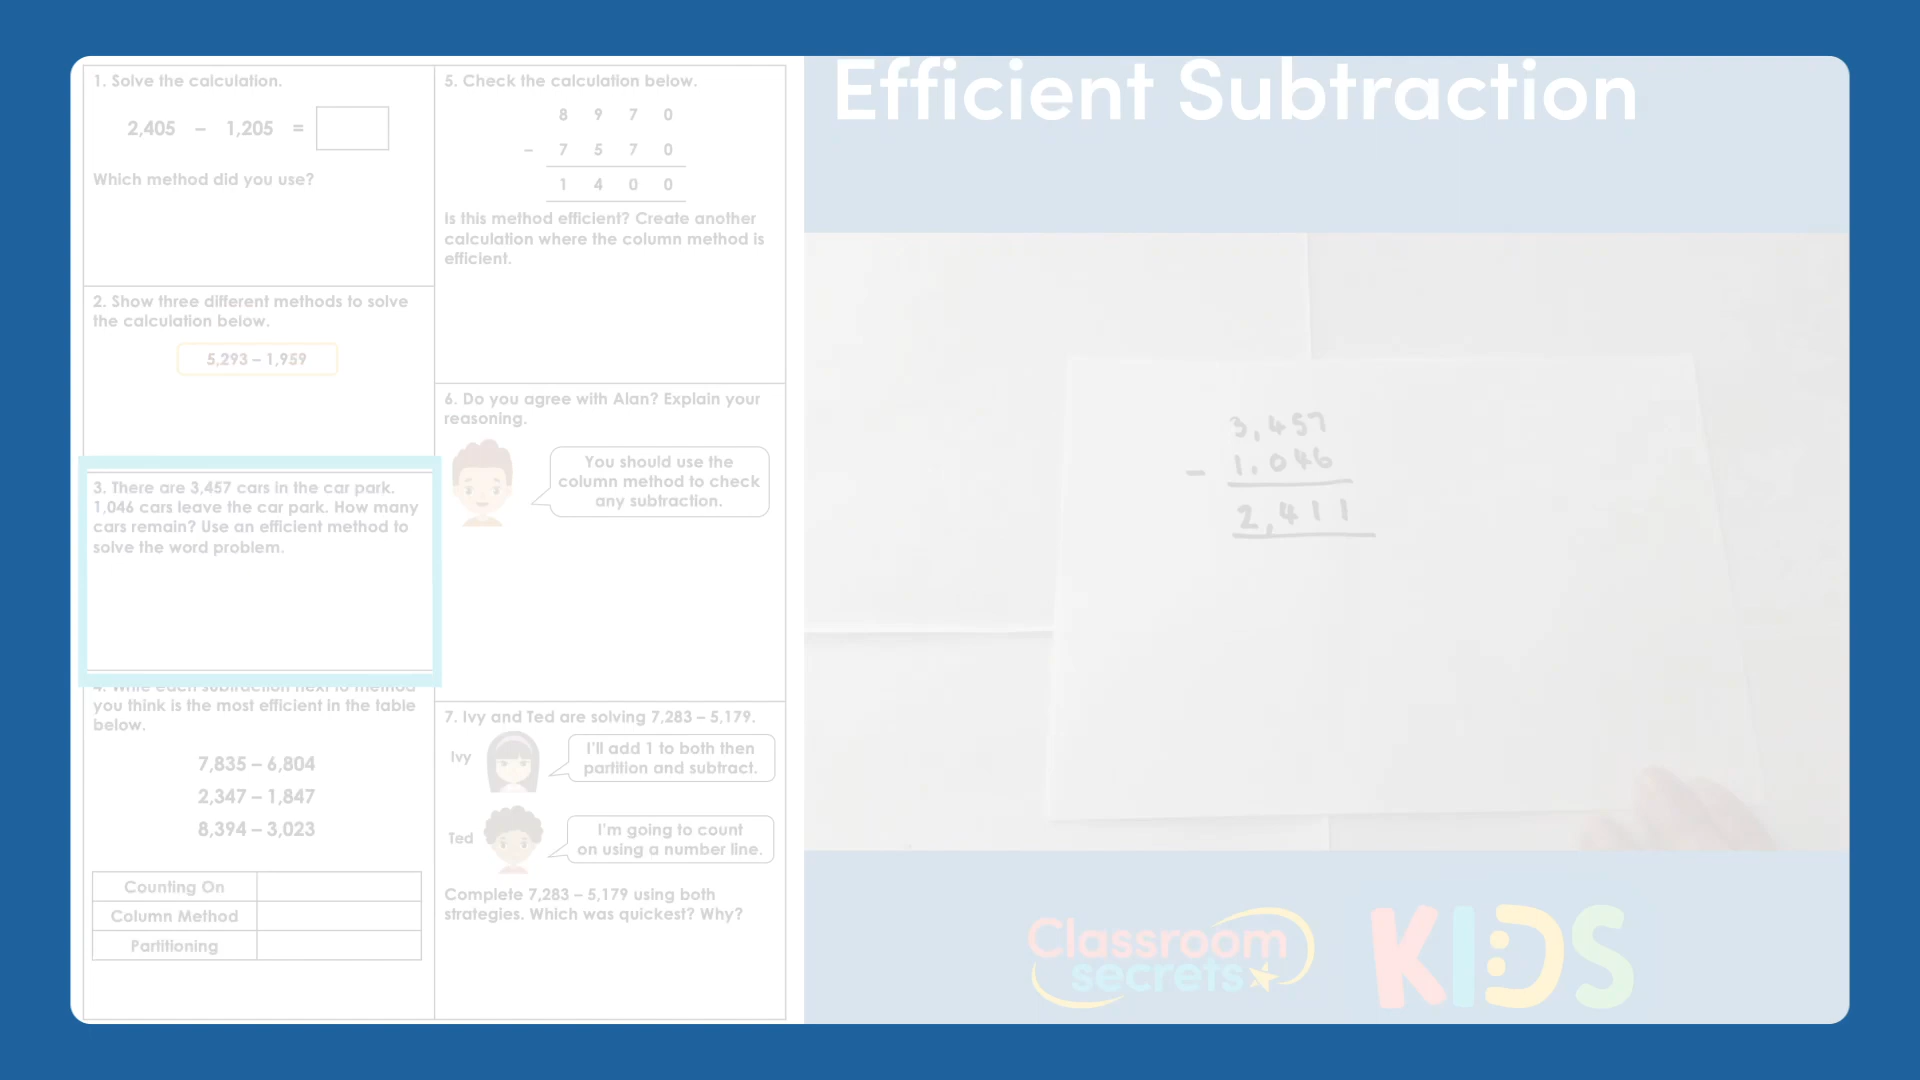 Efficient Subtraction
1. Solve the calculation.
2,405 – 1,205 =
Which method did you use?
2. Show three different methods to solve
the calculation below.
5,293 – 1,959
3. There are 3,457 cars in the car park.
1,046 cars leave the car park. How many
cars remain? Use an efficient method to
solve the word problem.
4. Write each subtraction next to method
you think is the most efficient in the table
below.
7,835 – 6,804
2,347 – 1,847
8,394 – 3,023
Counting On
Column Method
Partitioning
5. Check the calculation below.
8 9 7 0
– 7 5 7 0
1 4 0 0
Is this method efficient? Create another
calculation where the column method is
efficient.
6. Do you agree with Alan? Explain your
reasoning.
You should use the
column method to check
any subtraction.
7. Ivy and Ted are solving 7,283 – 5,179.
Ivy
I'll add 1 to both then
partition and subtract.
Ted
I'm going to count
on using a number line.
Complete 7,283 – 5,179 using both
strategies. Which was quickest? Why?
3,457
– 1,046
2,411
Classroom
secrets
KIDS